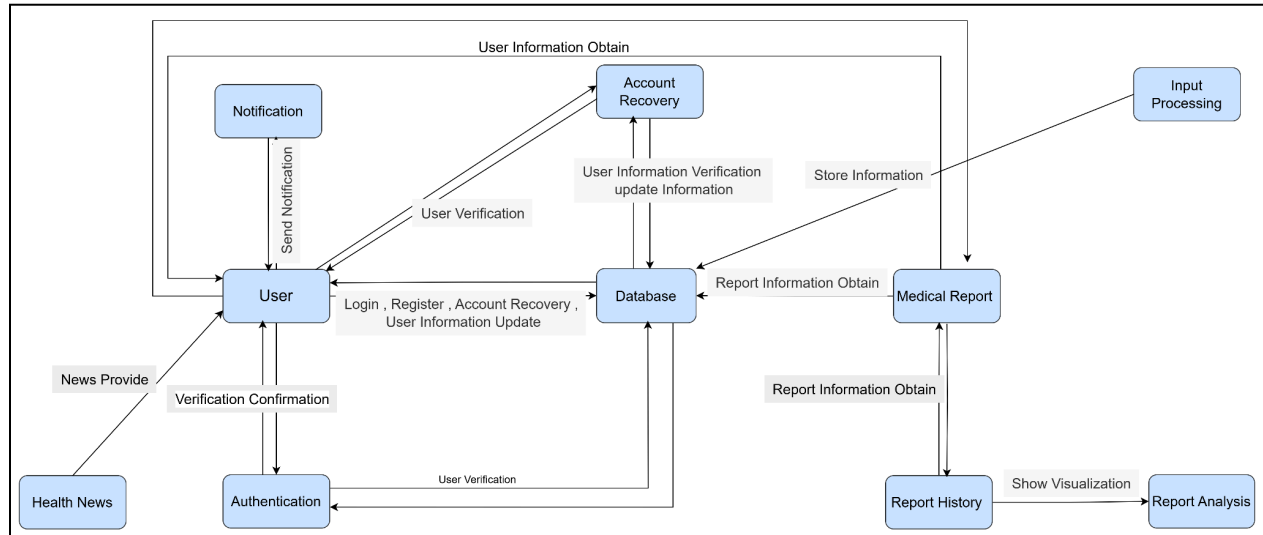 User Information Obtain
Account
Recovery
Input
Processing
Notification
Send Notification
User Information Verification
update Information
Store Information
User Verification
User
Database
Report Information Obtain
Medical Report
Login , Register , Account Recovery ,
User Information Update
News Provide
Verification Confirmation
Report Information Obtain
Health News
Authentication
User Verification
Report History
Show Visualization
Report Analysis